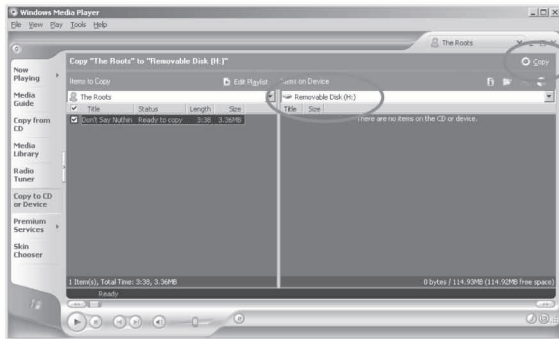 Windows Media Player
File View Play Tools Help
The Roots
Copy "The Roots" to "Removable Disk (H:)"
Copy
Now Playing
Media Guide
Copy from CD
Media Library
Radio Tuner
Copy to CD or Device
Premium Services
Skin Chooser
Items to Copy
Edit Playlist
Items on Device
The Roots
Removable Disk (H:)
Title Status Length Size
Title Size
Don't Say Nuthin Ready to copy 3:38 3.36MB
There are no items on the CD or device.
1 Item(s), Total Time: 3:38, 3.36MB
0 bytes / 114.93MB (114.92MB free space)
Ready